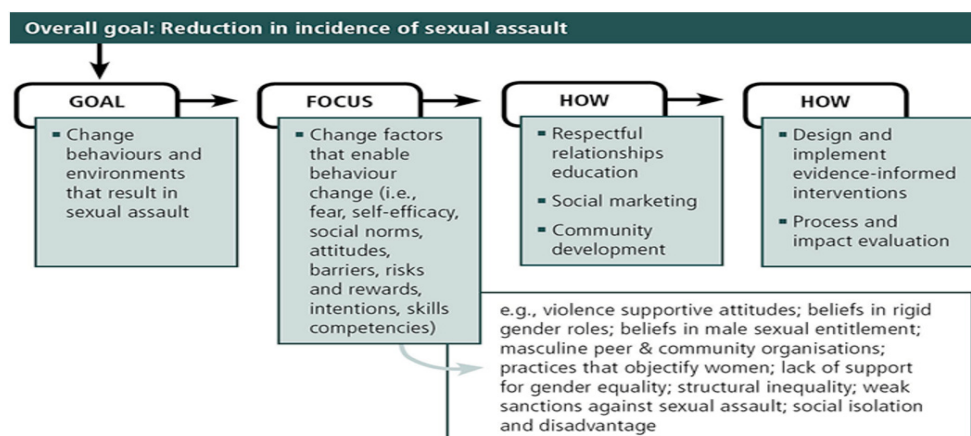 Overall goal: Reduction in incidence of sexual assault
GOAL
▪ Change
behaviours and
environments
that result in
sexual assault
FOCUS
▪ Change factors
that enable
behaviour
change (i.e.,
fear, self-efficacy,
social norms,
attitudes,
barriers, risks
and rewards,
intentions, skills
competencies)
HOW
▪ Respectful
relationships
education
▪ Social marketing
▪ Community
development
HOW
▪ Design and
implement
evidence-informed
interventions
▪ Process and
impact evaluation
e.g., violence supportive attitudes; beliefs in rigid
gender roles; beliefs in male sexual entitlement;
masculine peer & community organisations;
practices that objectify women; lack of support
for gender equality; structural inequality; weak
sanctions against sexual assault; social isolation
and disadvantage